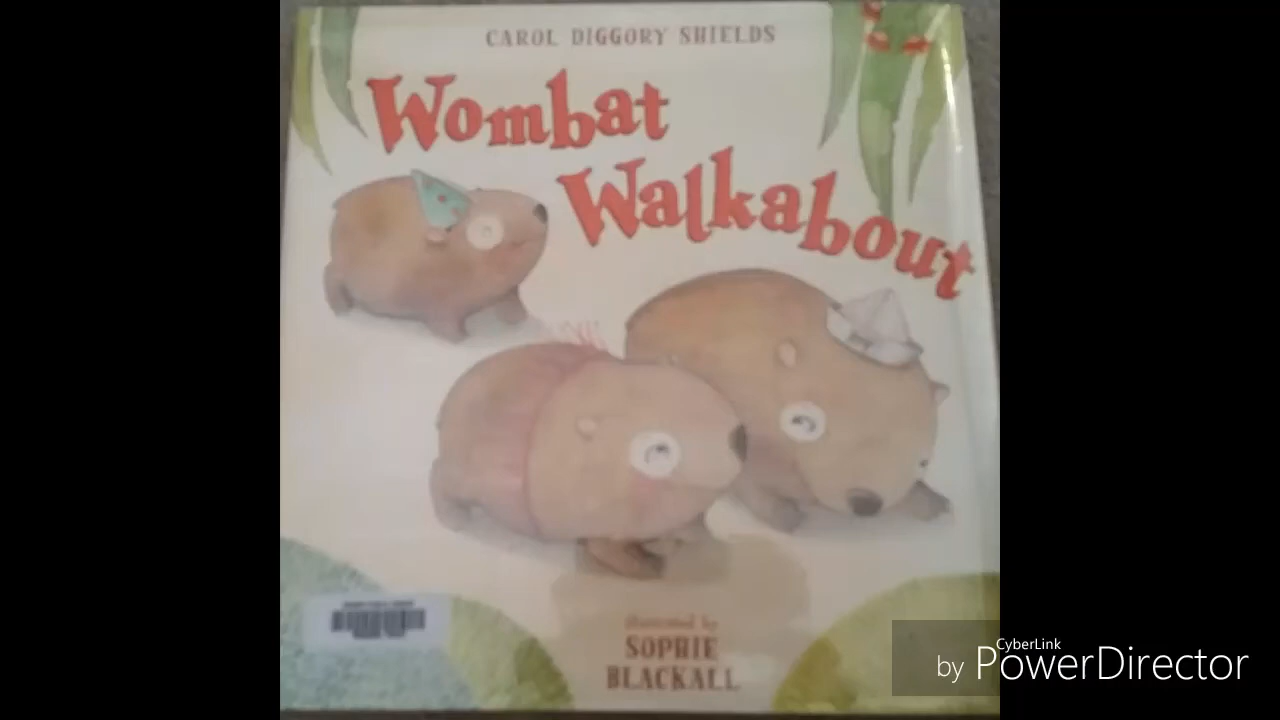 CAROL DIGGORY SHIELDS
Wombat
Walkabout
illustrated by
SOPHIE
BLACKALL
CyberLink
by PowerDirector